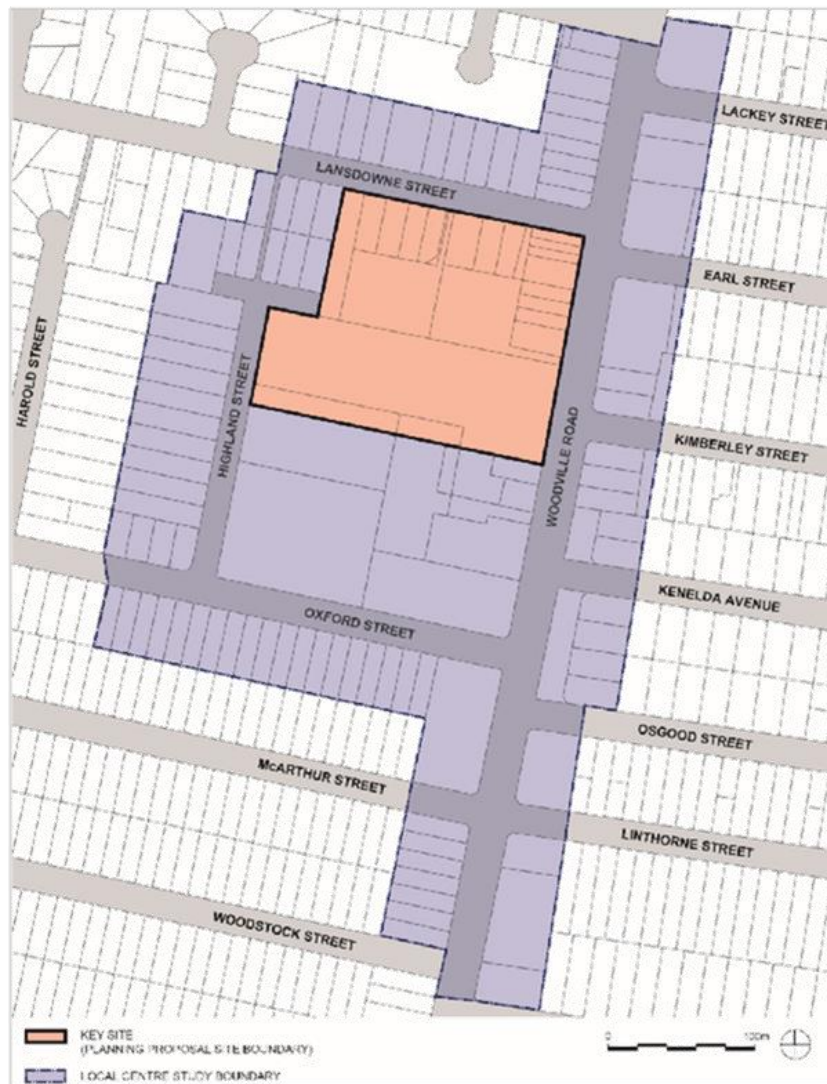 LACKEY STREET
LANSDOWNE STREET
EARL STREET
HAROLD STREET
HIGHLAND STREET
WOODVILLE ROAD
KIMBERLEY STREET
KENELDA AVENUE
OXFORD STREET
OSGOOD STREET
McARTHUR STREET
LINTHORNE STREET
WOODSTOCK STREET
KEY SITE
(PLANNING PROPOSAL SITE BOUNDARY)
0 100m
LOCAL CENTRE STUDY BOUNDARY